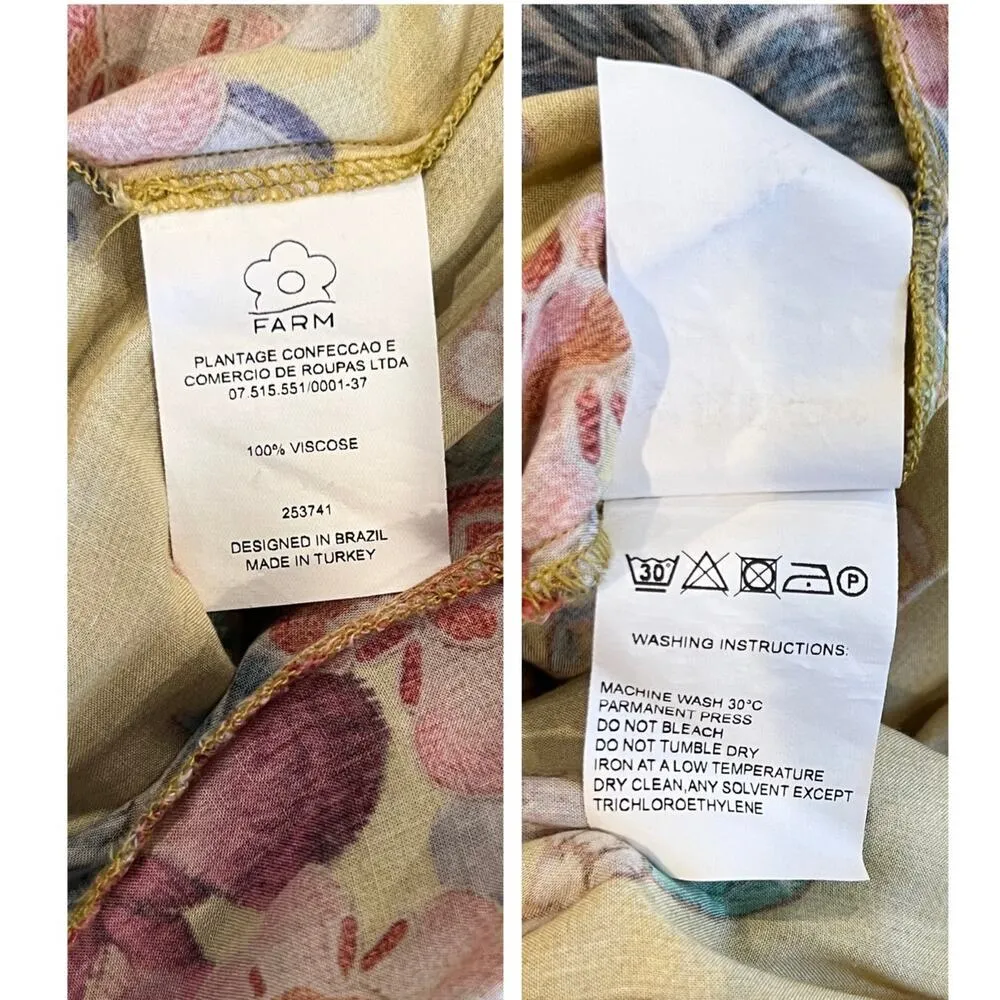 FARM
PLANTAGE CONFECCAO E
COMERCIO DE ROUPAS LTDA
07.515.551/0001-37
100% VISCOSE
253741
DESIGNED IN BRAZIL
MADE IN TURKEY
30°
P
WASHING INSTRUCTIONS:
MACHINE WASH 30°C
PARMANENT PRESS
DO NOT BLEACH
DO NOT TUMBLE DRY
IRON AT A LOW TEMPERATURE
DRY CLEAN,ANY SOLVENT EXCEPT
TRICHLOROETHYLENE